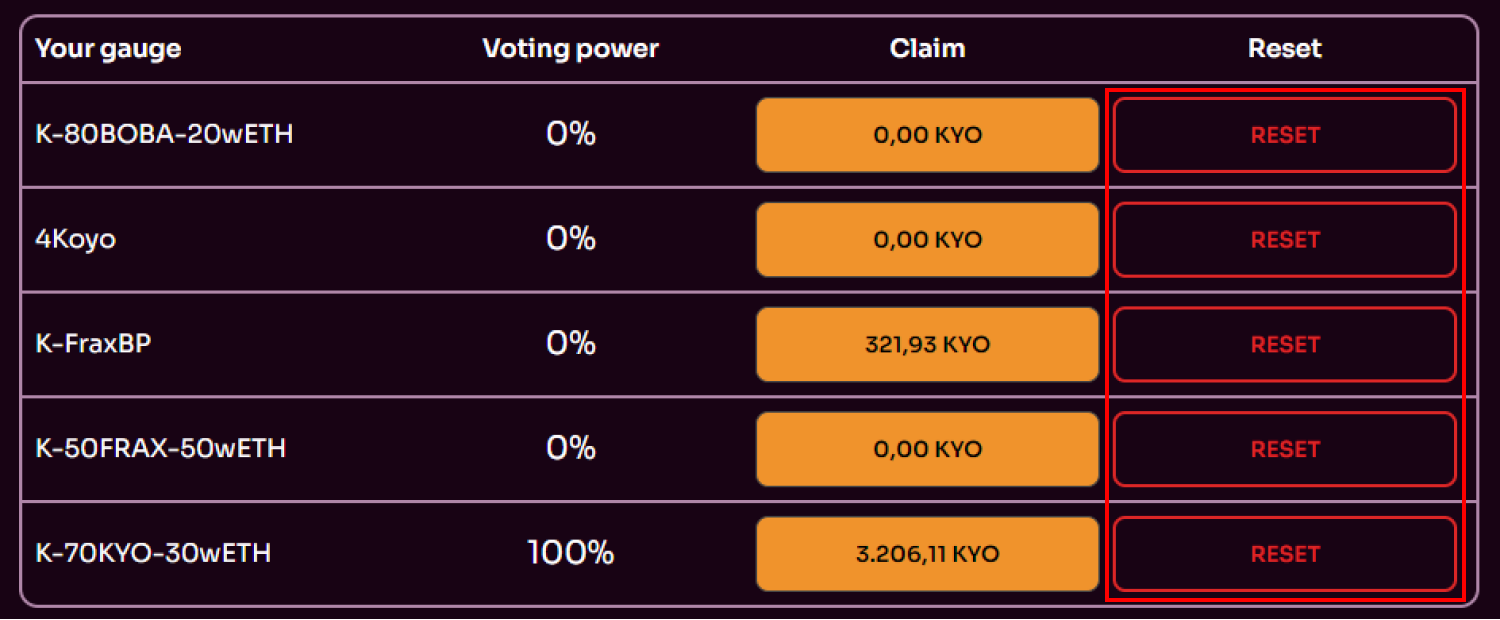 Your gauge Voting power Claim Reset
K-80BOBA-20wETH 0% 0,00 KYO RESET
4Koyo 0% 0,00 KYO RESET
K-FraxBP 0% 321,93 KYO RESET
K-50FRAX-50wETH 0% 0,00 KYO RESET
K-70KYO-30wETH 100% 3.206,11 KYO RESET